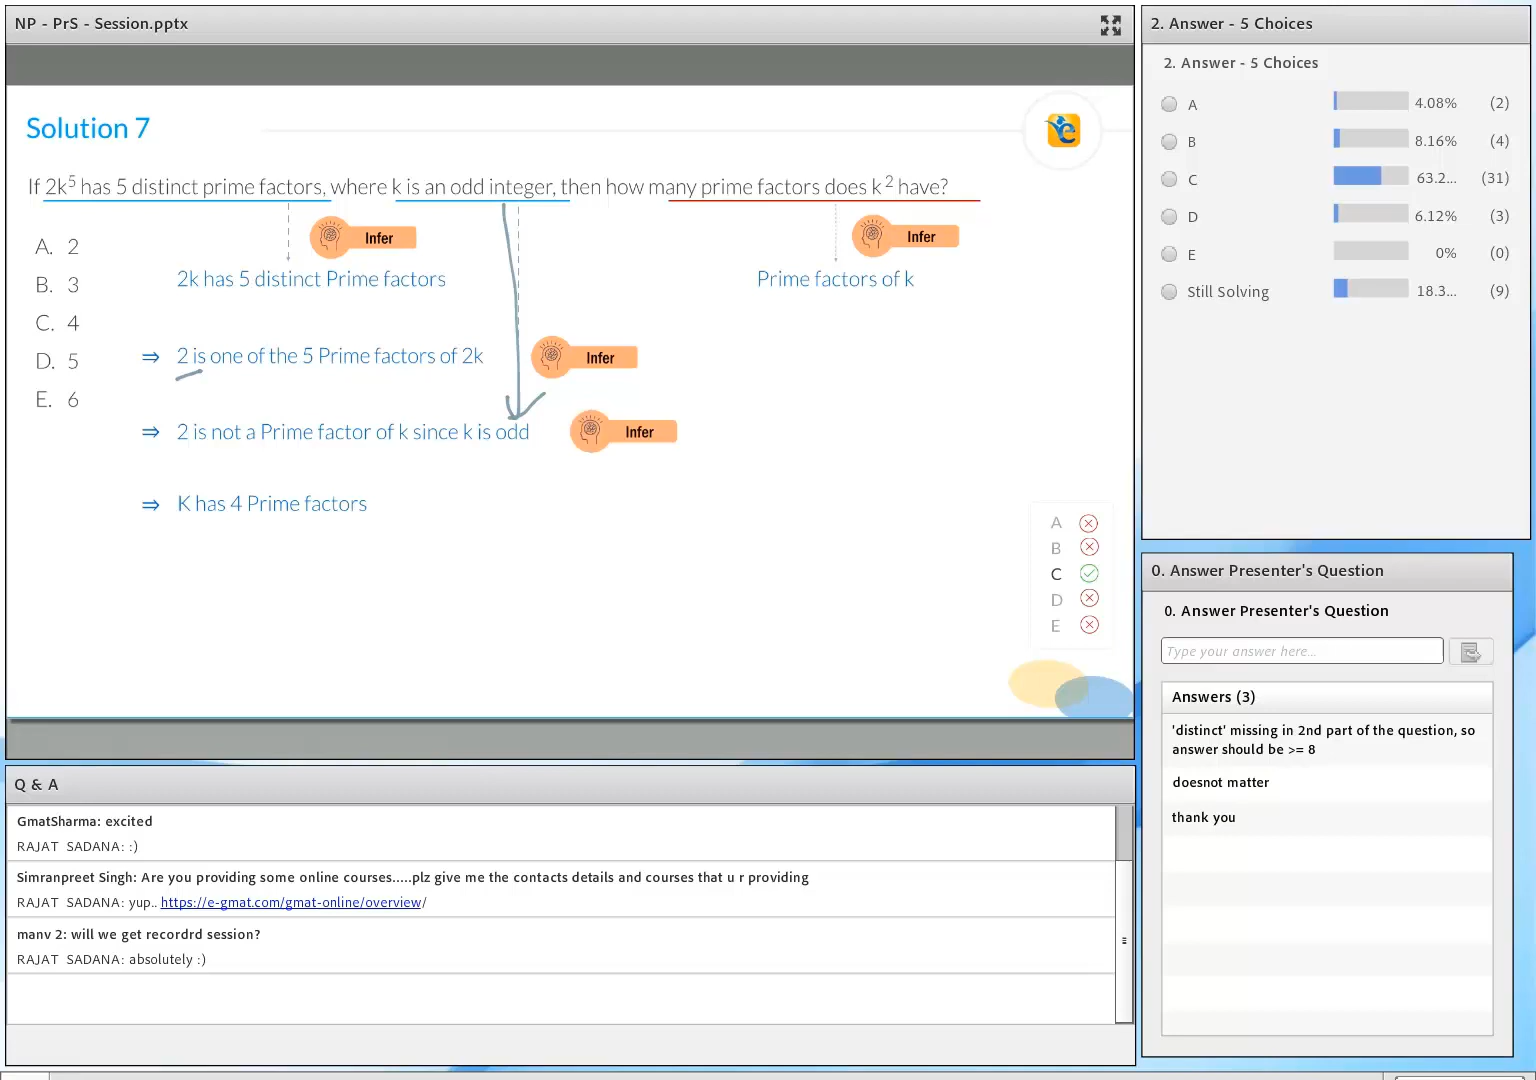 NP - PrS - Session.pptx
Solution 7
If 2k⁵ has 5 distinct prime factors, where k is an odd integer, then how many prime factors does k² have?
Infer
Infer
A. 2
B. 3
C. 4
D. 5
E. 6
2k has 5 distinct Prime factors
Prime factors of k
⇒ 2 is one of the 5 Prime factors of 2k
Infer
⇒ 2 is not a Prime factor of k since k is odd
Infer
⇒ K has 4 Prime factors
A
B
C
D
E
2. Answer - 5 Choices
2. Answer - 5 Choices
A 4.08% (2)
B 8.16% (4)
C 63.2... (31)
D 6.12% (3)
E 0% (0)
Still Solving 18.3... (9)
0. Answer Presenter's Question
0. Answer Presenter's Question
Type your answer here...
Answers (3)
'distinct' missing in 2nd part of the question, so
answer should be >= 8
doesnot matter
thank you
Q & A
GmatSharma: excited
RAJAT SADANA: :)
Simranpreet Singh: Are you providing some online courses.....plz give me the contacts details and courses that u r providing
RAJAT SADANA: yup.. https://e-gmat.com/gmat-online/overview/
manv 2: will we get recordrd session?
RAJAT SADANA: absolutely :)